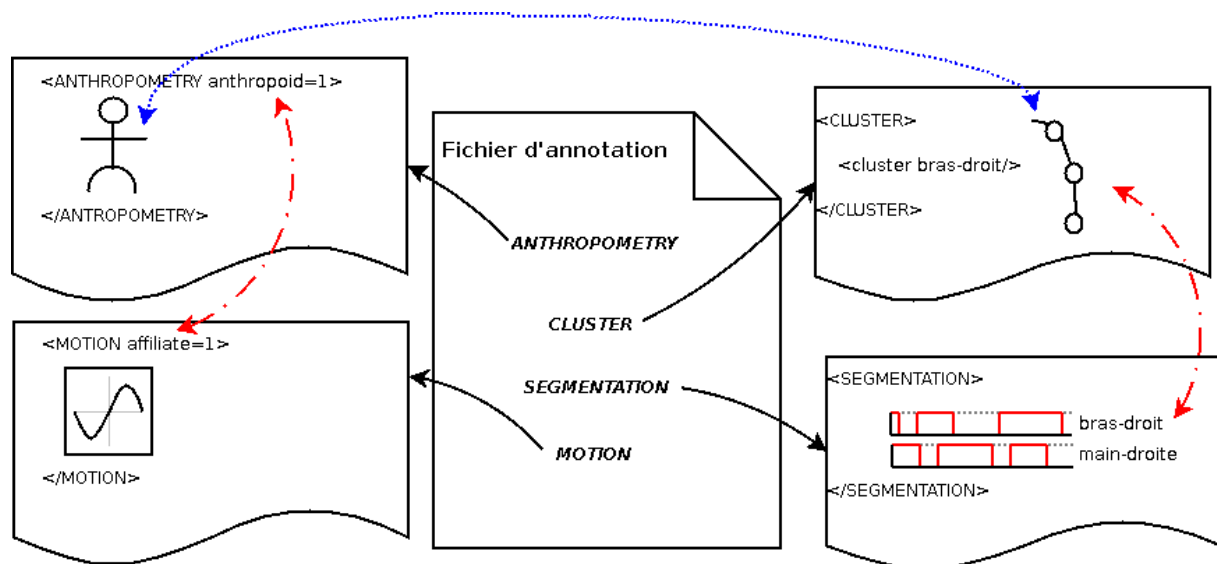 <ANTHROPOMETRY anthropoid=1>
</ANTROPOMETRY>
<MOTION affiliate=1>
</MOTION>
Fichier d'annotation
ANTHROPOMETRY
CLUSTER
SEGMENTATION
MOTION
<CLUSTER>
<cluster bras-droit/>
</CLUSTER>
<SEGMENTATION>
bras-droit
main-droite
</SEGMENTATION>